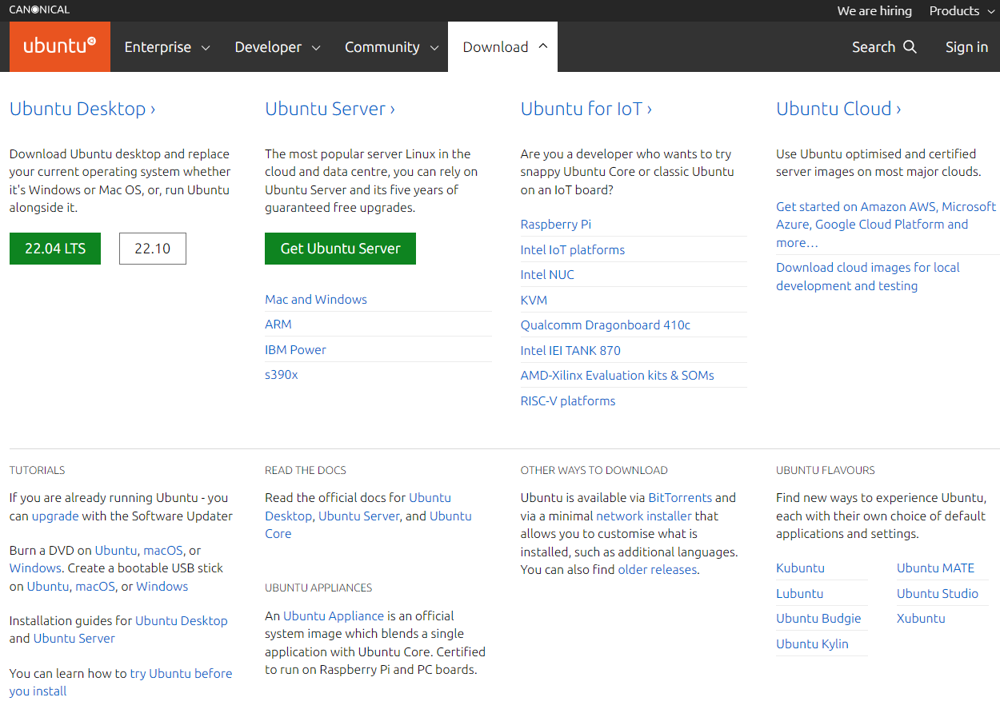 CANONICAL
We are hiring Products
ubuntu Enterprise Developer Community Download Search Sign in
Ubuntu Desktop ›
Download Ubuntu desktop and replace
your current operating system whether
it's Windows or Mac OS, or, run Ubuntu
alongside it.
22.04 LTS 22.10
Ubuntu Server ›
The most popular server Linux in the
cloud and data centre, you can rely on
Ubuntu Server and its five years of
guaranteed free upgrades.
Get Ubuntu Server
Mac and Windows
ARM
IBM Power
s390x
Ubuntu for IoT ›
Are you a developer who wants to try
snappy Ubuntu Core or classic Ubuntu
on an IoT board?
Raspberry Pi
Intel IoT platforms
Intel NUC
KVM
Qualcomm Dragonboard 410c
Intel IEI TANK 870
AMD-Xilinx Evaluation kits & SOMs
RISC-V platforms
Ubuntu Cloud ›
Use Ubuntu optimised and certified
server images on most major clouds.
Get started on Amazon AWS, Microsoft
Azure, Google Cloud Platform and
more…
Download cloud images for local
development and testing
TUTORIALS
If you are already running Ubuntu - you
can upgrade with the Software Updater
Burn a DVD on Ubuntu, macOS, or
Windows. Create a bootable USB stick
on Ubuntu, macOS, or Windows
Installation guides for Ubuntu Desktop
and Ubuntu Server
You can learn how to try Ubuntu before
you install
READ THE DOCS
Read the official docs for Ubuntu
Desktop, Ubuntu Server, and Ubuntu
Core
UBUNTU APPLIANCES
An Ubuntu Appliance is an official
system image which blends a single
application with Ubuntu Core. Certified
to run on Raspberry Pi and PC boards.
OTHER WAYS TO DOWNLOAD
Ubuntu is available via BitTorrents and
via a minimal network installer that
allows you to customise what is
installed, such as additional languages.
You can also find older releases.
UBUNTU FLAVOURS
Find new ways to experience Ubuntu,
each with their own choice of default
applications and settings.
Kubuntu
Lubuntu
Ubuntu Budgie
Ubuntu Kylin
Ubuntu MATE
Ubuntu Studio
Xubuntu